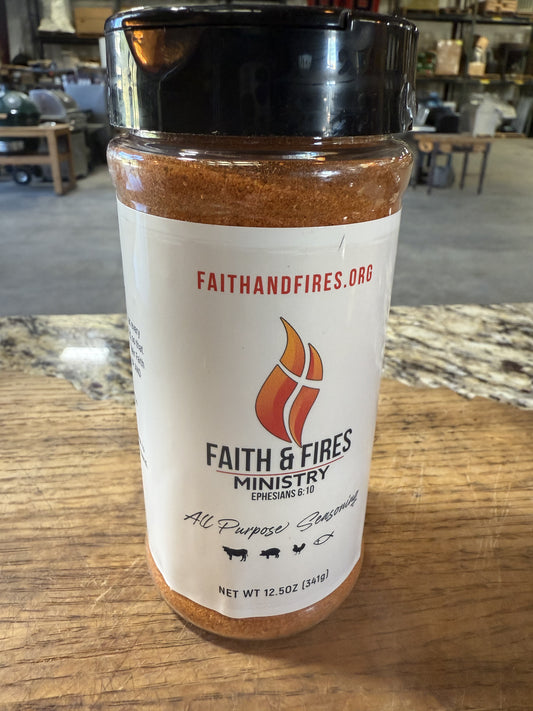 FAITHANDFIRES.ORG
FAITH & FIRES
MINISTRY
EPHESIANS 6:10
All Purpose Seasoning
NET WT 12.5OZ (341g)